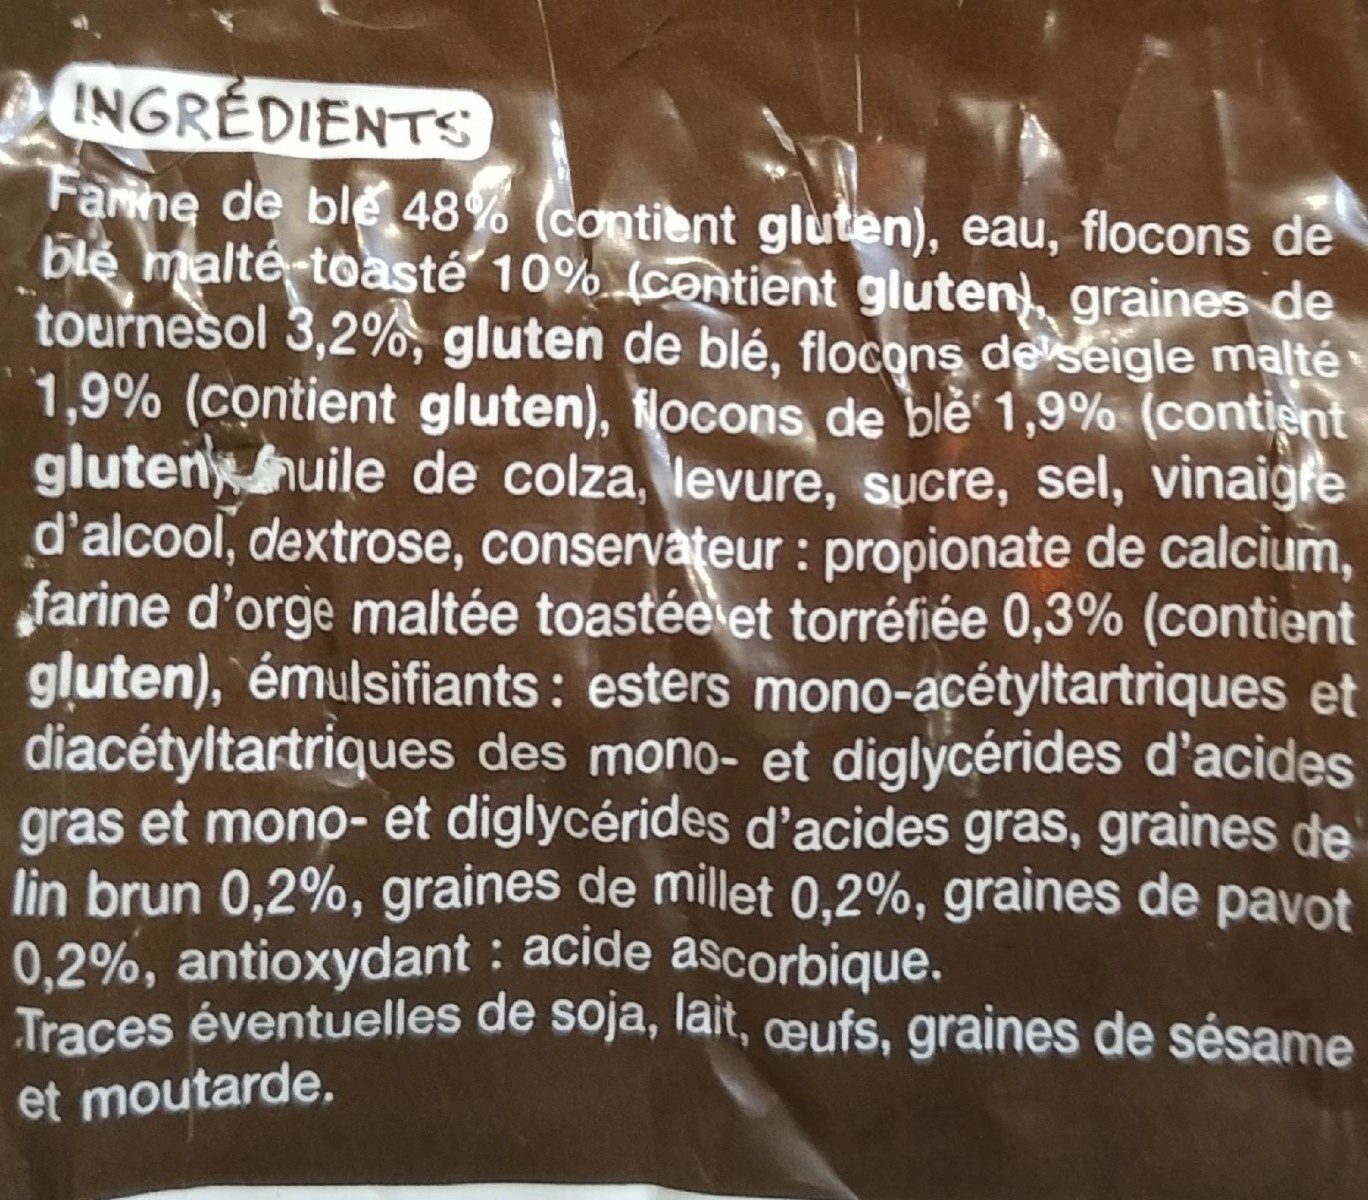 INGRÉDIENTS
Farine de blé 48% (contient gluten), eau, flocons de
blé malté toasté 10% (contient gluten), graines de
tournesol 3,2%, gluten de blé, flocons de seigle malté
1,9% (contient gluten), flocons de blé 1,9% (contient
gluten), huile de colza, levure, sucre, sel, vinaigre
d'alcool, dextrose, conservateur : propionate de calcium,
farine d'orge maltée toastée et torréfiée 0,3% (contient
gluten), émulsifiants : esters mono-acétyltartriques et
diacétyltartriques des mono- et diglycérides d'acides
gras et mono- et diglycérides d'acides gras, graines de
lin brun 0,2%, graines de millet 0,2%, graines de pavot
0,2%, antioxydant : acide ascorbique.
Traces éventuelles de soja, lait, œufs, graines de sésame
et moutarde.